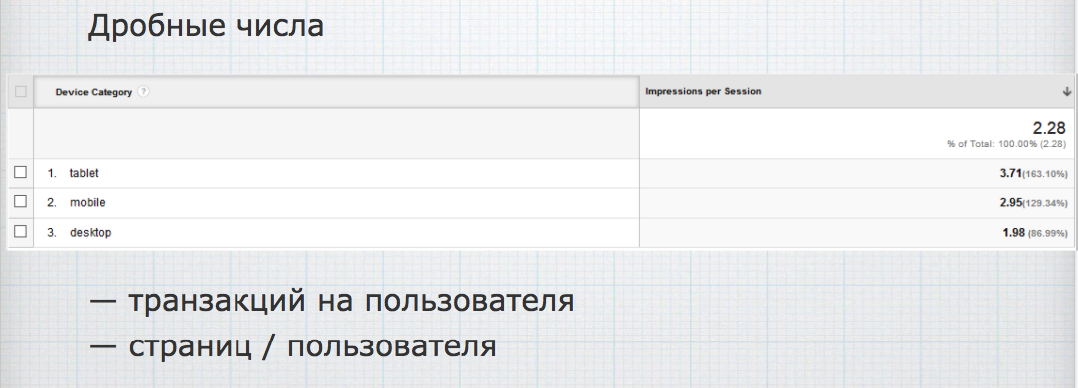 Дробные числа
Device Category ?
Impressions per Session
2.28
% of Total: 100.00% (2.28)
1. tablet 3.71(163.10%)
2. mobile 2.95(129.34%)
3. desktop 1.98 (86.99%)
— транзакций на пользователя
— страниц / пользователя